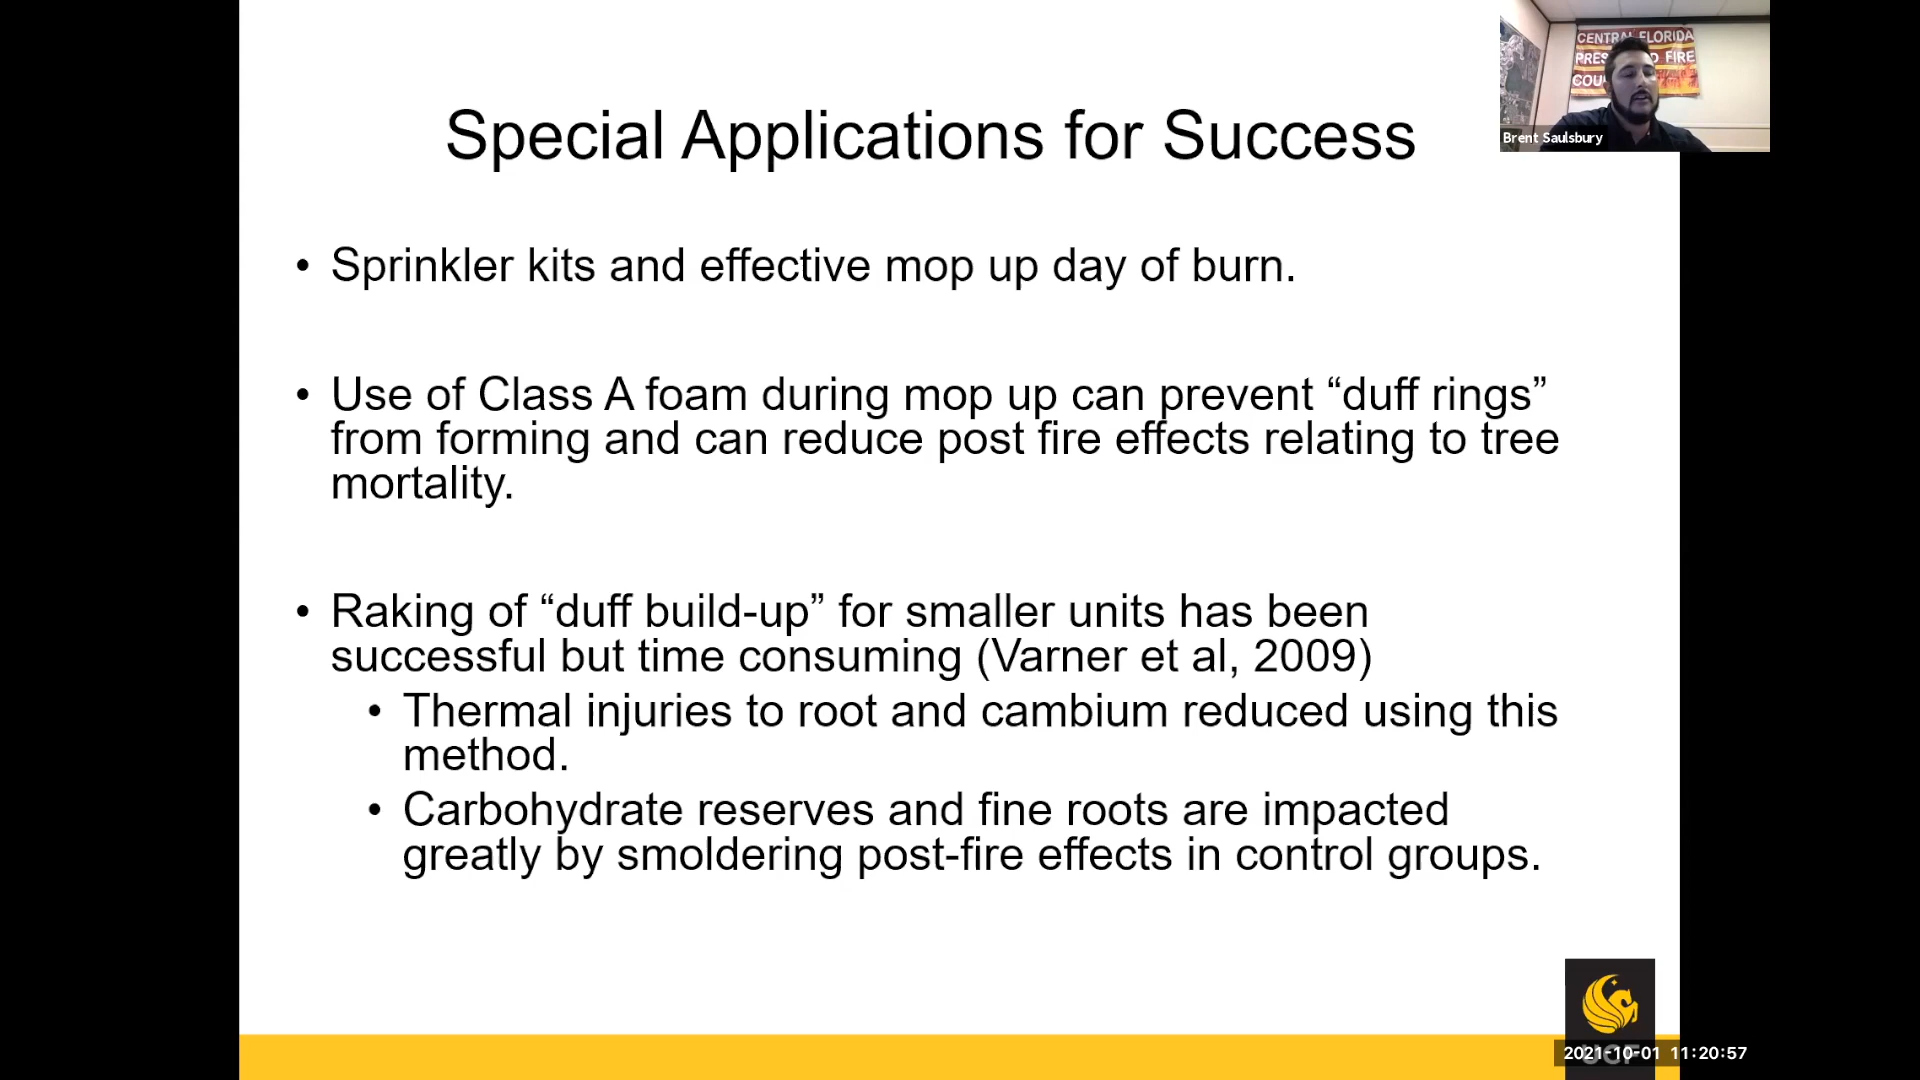 CENTRAL FLORIDA
FIRE
Brent Saulsbury
Special Applications for Success
• Sprinkler kits and effective mop up day of burn.
• Use of Class A foam during mop up can prevent “duff rings”
from forming and can reduce post fire effects relating to tree
mortality.
• Raking of “duff build-up” for smaller units has been
successful but time consuming (Varner et al, 2009)
• Thermal injuries to root and cambium reduced using this
method.
• Carbohydrate reserves and fine roots are impacted
greatly by smoldering post-fire effects in control groups.
UCF
2021-10-01 11:20:57